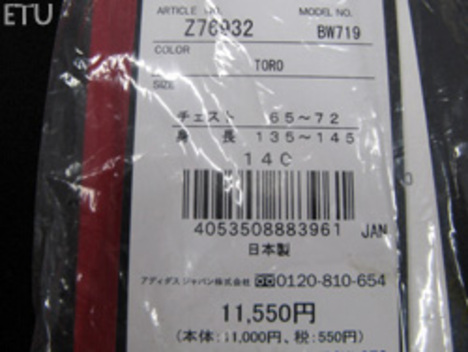 ETU
ARTICLE NO. MODEL NO.
Z76932 BW719
COLOR
TORO
SIZE
チェスト 65~72
身長 135~145
140
4053508883961 JAN
日本製
アディダス ジャパン株式会社 0120-810-654
11,550円
(本体:11,000円、税:550円)